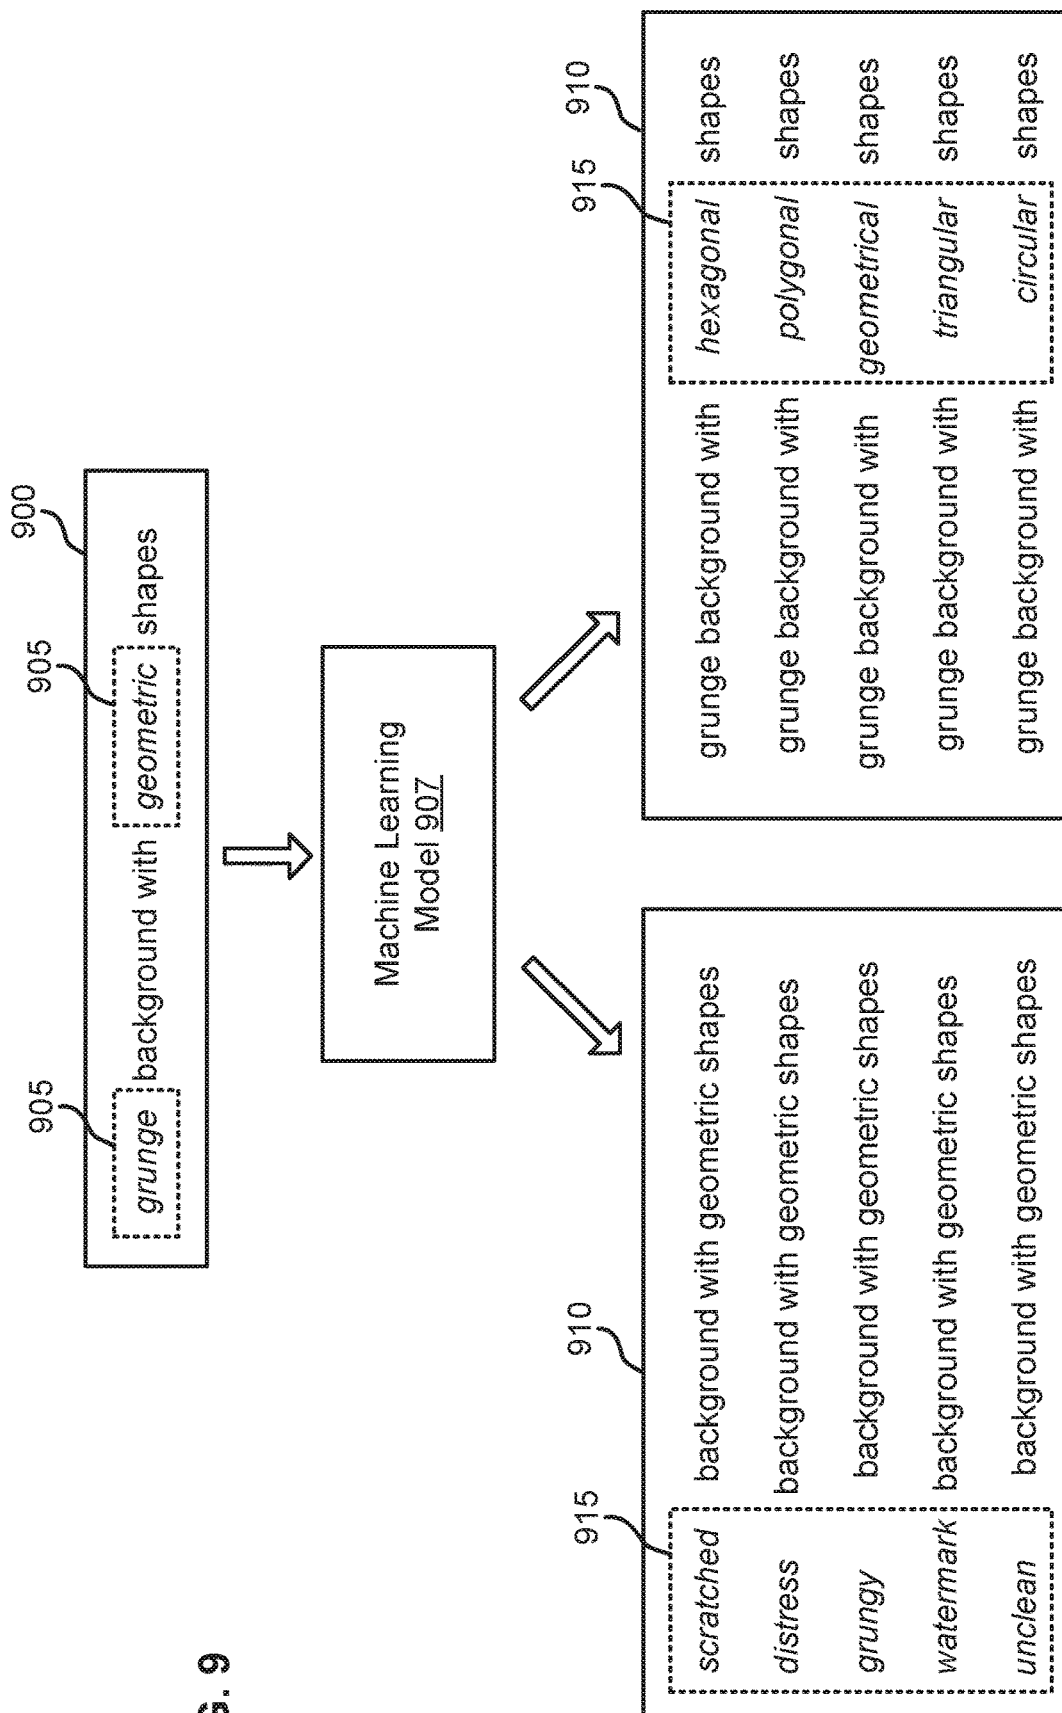 900
905
905
grunge background with geometric shapes
Machine Learning
Model 907
910
915
scratched background with geometric shapes
distress background with geometric shapes
grungy background with geometric shapes
watermark background with geometric shapes
unclean background with geometric shapes
910
915
grunge background with hexagonal shapes
grunge background with polygonal shapes
grunge background with geometrical shapes
grunge background with triangular shapes
grunge background with circular shapes
G. 9